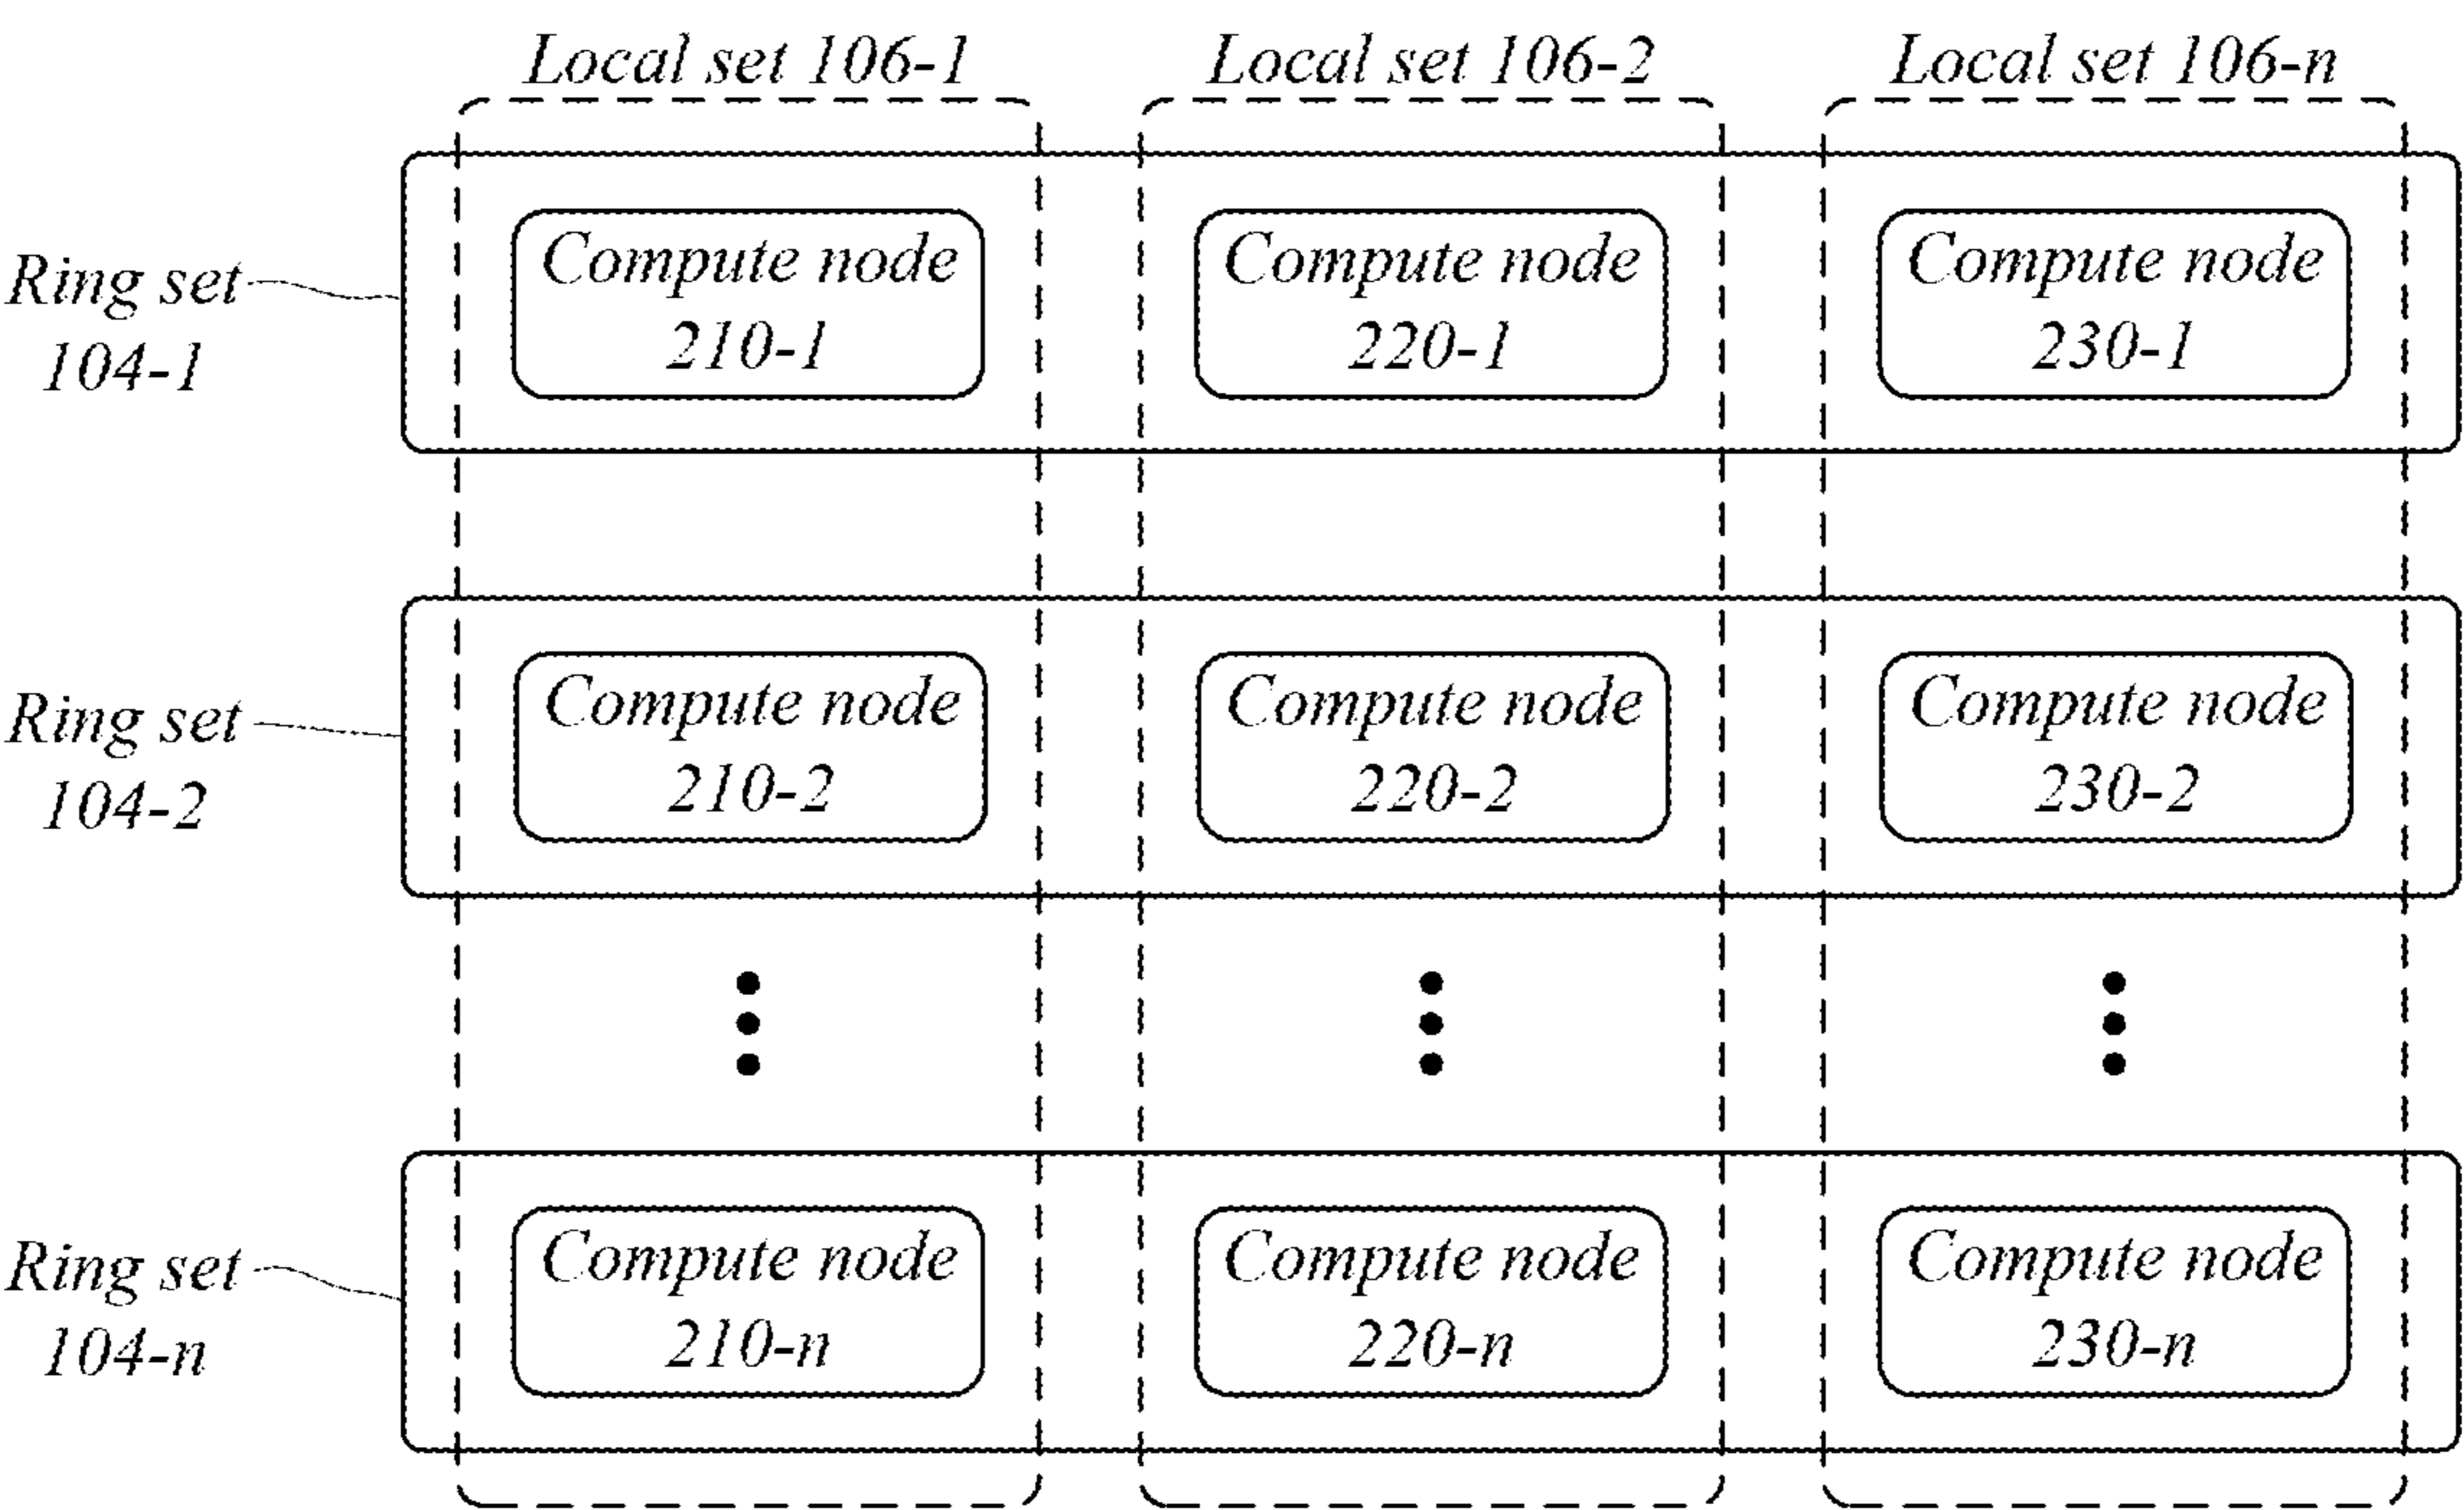 Local set 106-1
Local set 106-2
Local set 106-n
Ring set
104-1
Compute node
210-1
Compute node
220-1
Compute node
230-1
Ring set
104-2
Compute node
210-2
Compute node
220-2
Compute node
230-2
Ring set
104-n
Compute node
210-n
Compute node
220-n
Compute node
230-n